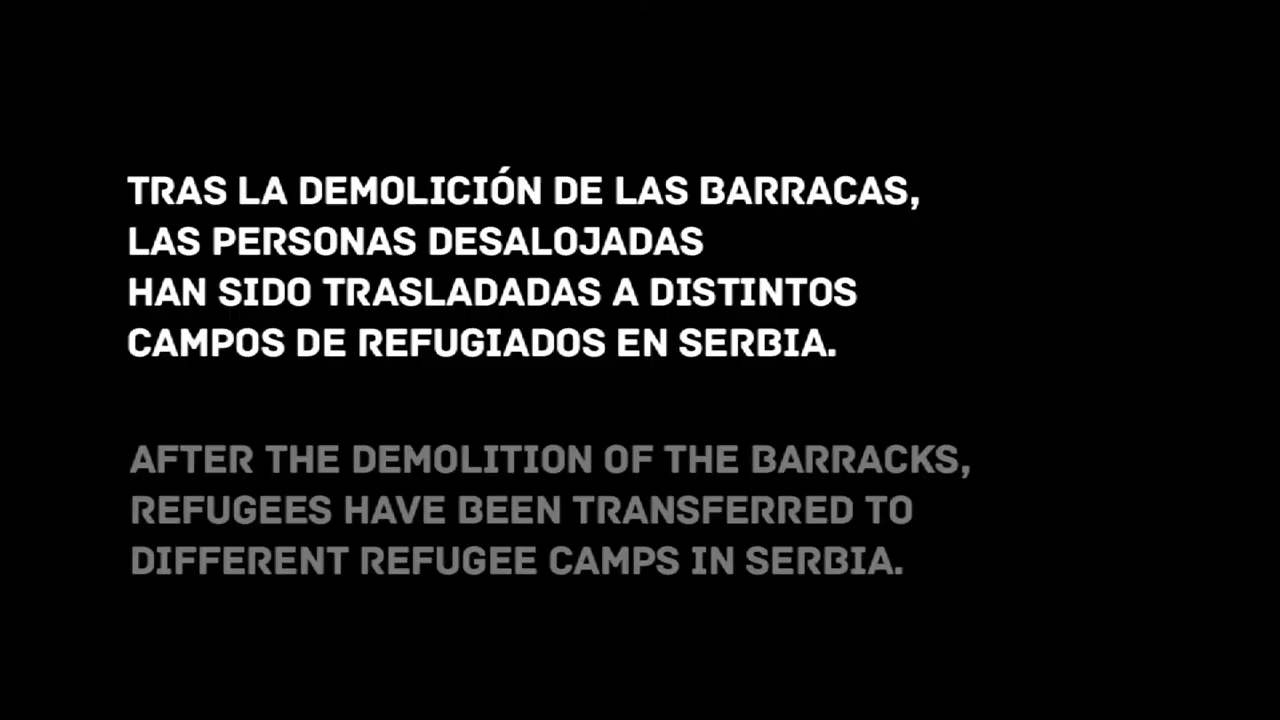 TRAS LA DEMOLICIÓN DE LAS BARRACAS,
LAS PERSONAS DESALOJADAS
HAN SIDO TRASLADADAS A DISTINTOS
CAMPOS DE REFUGIADOS EN SERBIA.
AFTER THE DEMOLITION OF THE BARRACKS,
REFUGEES HAVE BEEN TRANSFERRED TO
DIFFERENT REFUGEE CAMPS IN SERBIA.